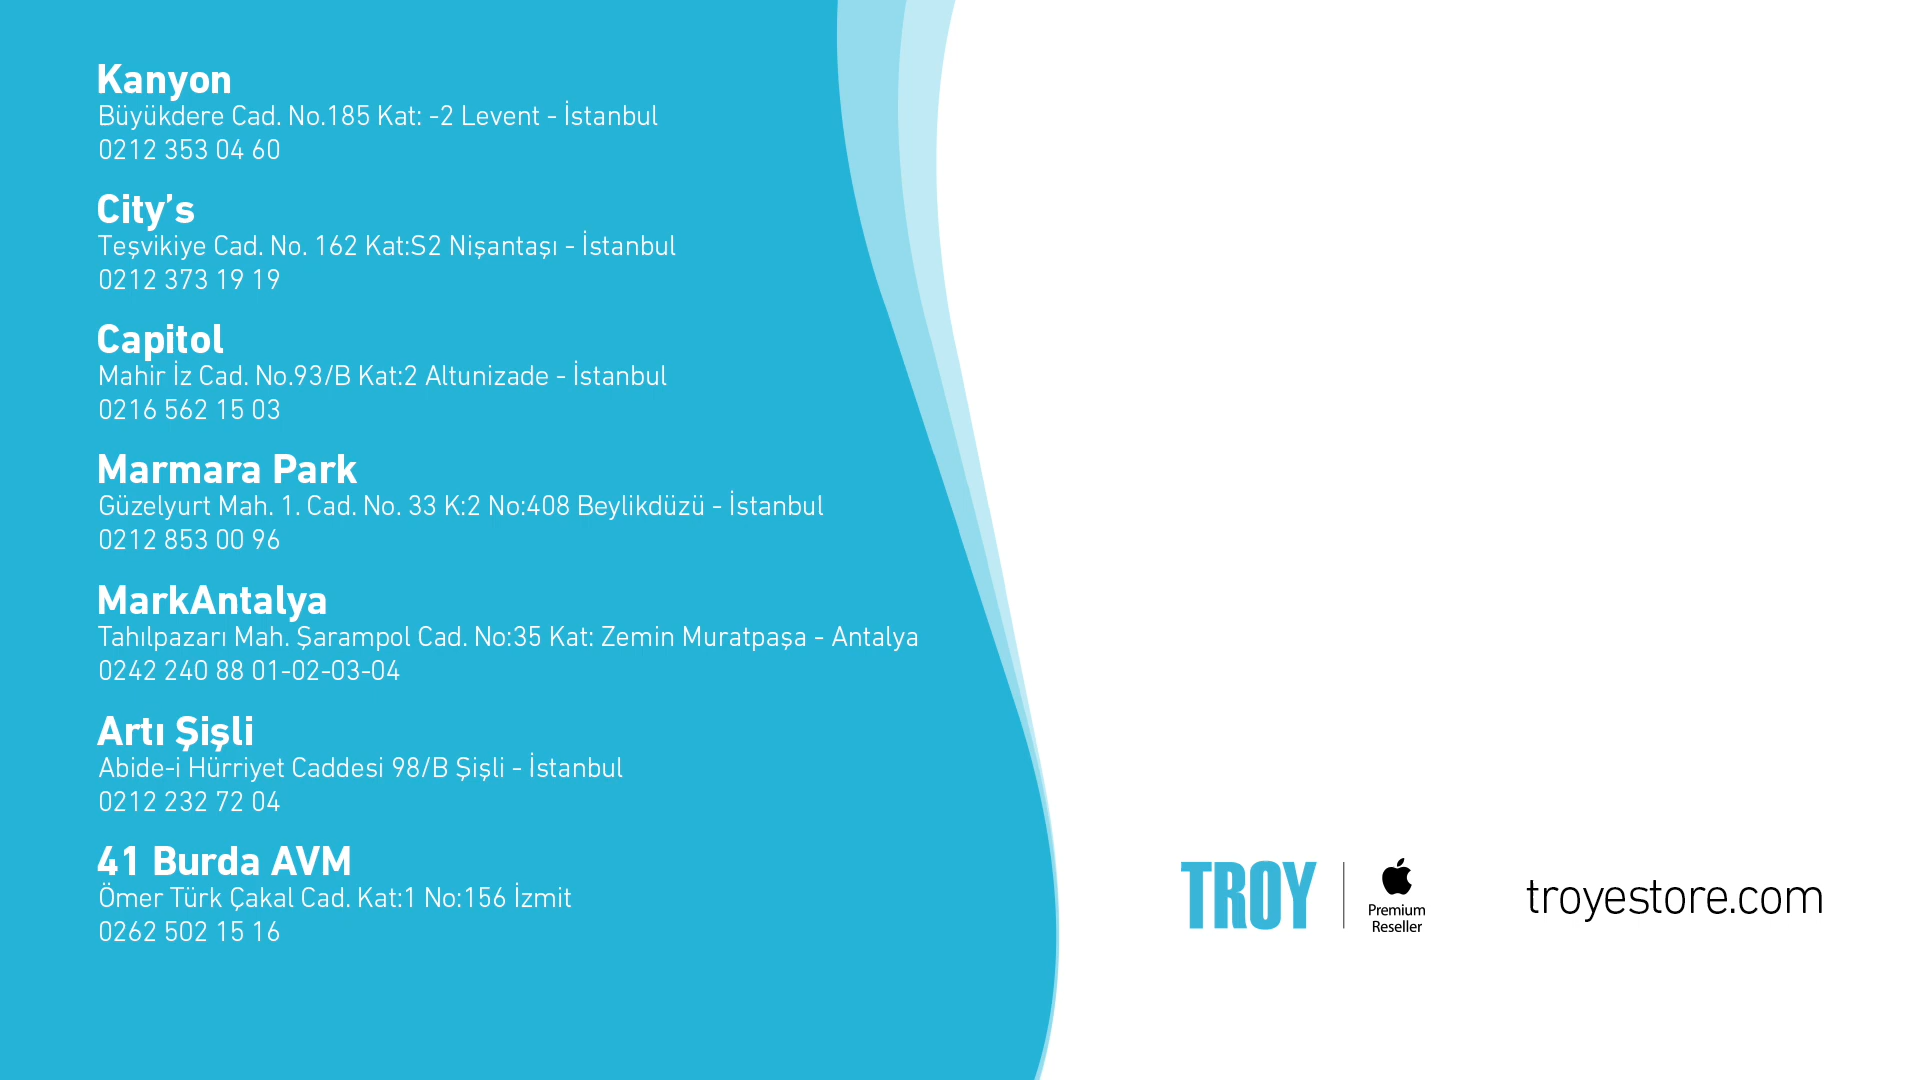 Kanyon
Büyükdere Cad. No.185 Kat: -2 Levent - İstanbul
0212 353 04 60
City’s
Teşvikiye Cad. No. 162 Kat:S2 Nişantaşı - İstanbul
0212 373 19 19
Capitol
Mahir İz Cad. No.93/B Kat:2 Altunizade - İstanbul
0216 562 15 03
Marmara Park
Güzelyurt Mah. 1. Cad. No. 33 K:2 No:408 Beylikdüzü - İstanbul
0212 853 00 96
MarkAntalya
Tahılpazarı Mah. Şarampol Cad. No:35 Kat: Zemin Muratpaşa - Antalya
0242 240 88 01-02-03-04
Artı Şişli
Abide-i Hürriyet Caddesi 98/B Şişli - İstanbul
0212 232 72 04
41 Burda AVM
Ömer Türk Çakal Cad. Kat:1 No:156 İzmit
0262 502 15 16
TROY
Premium
Reseller
troyestore.com